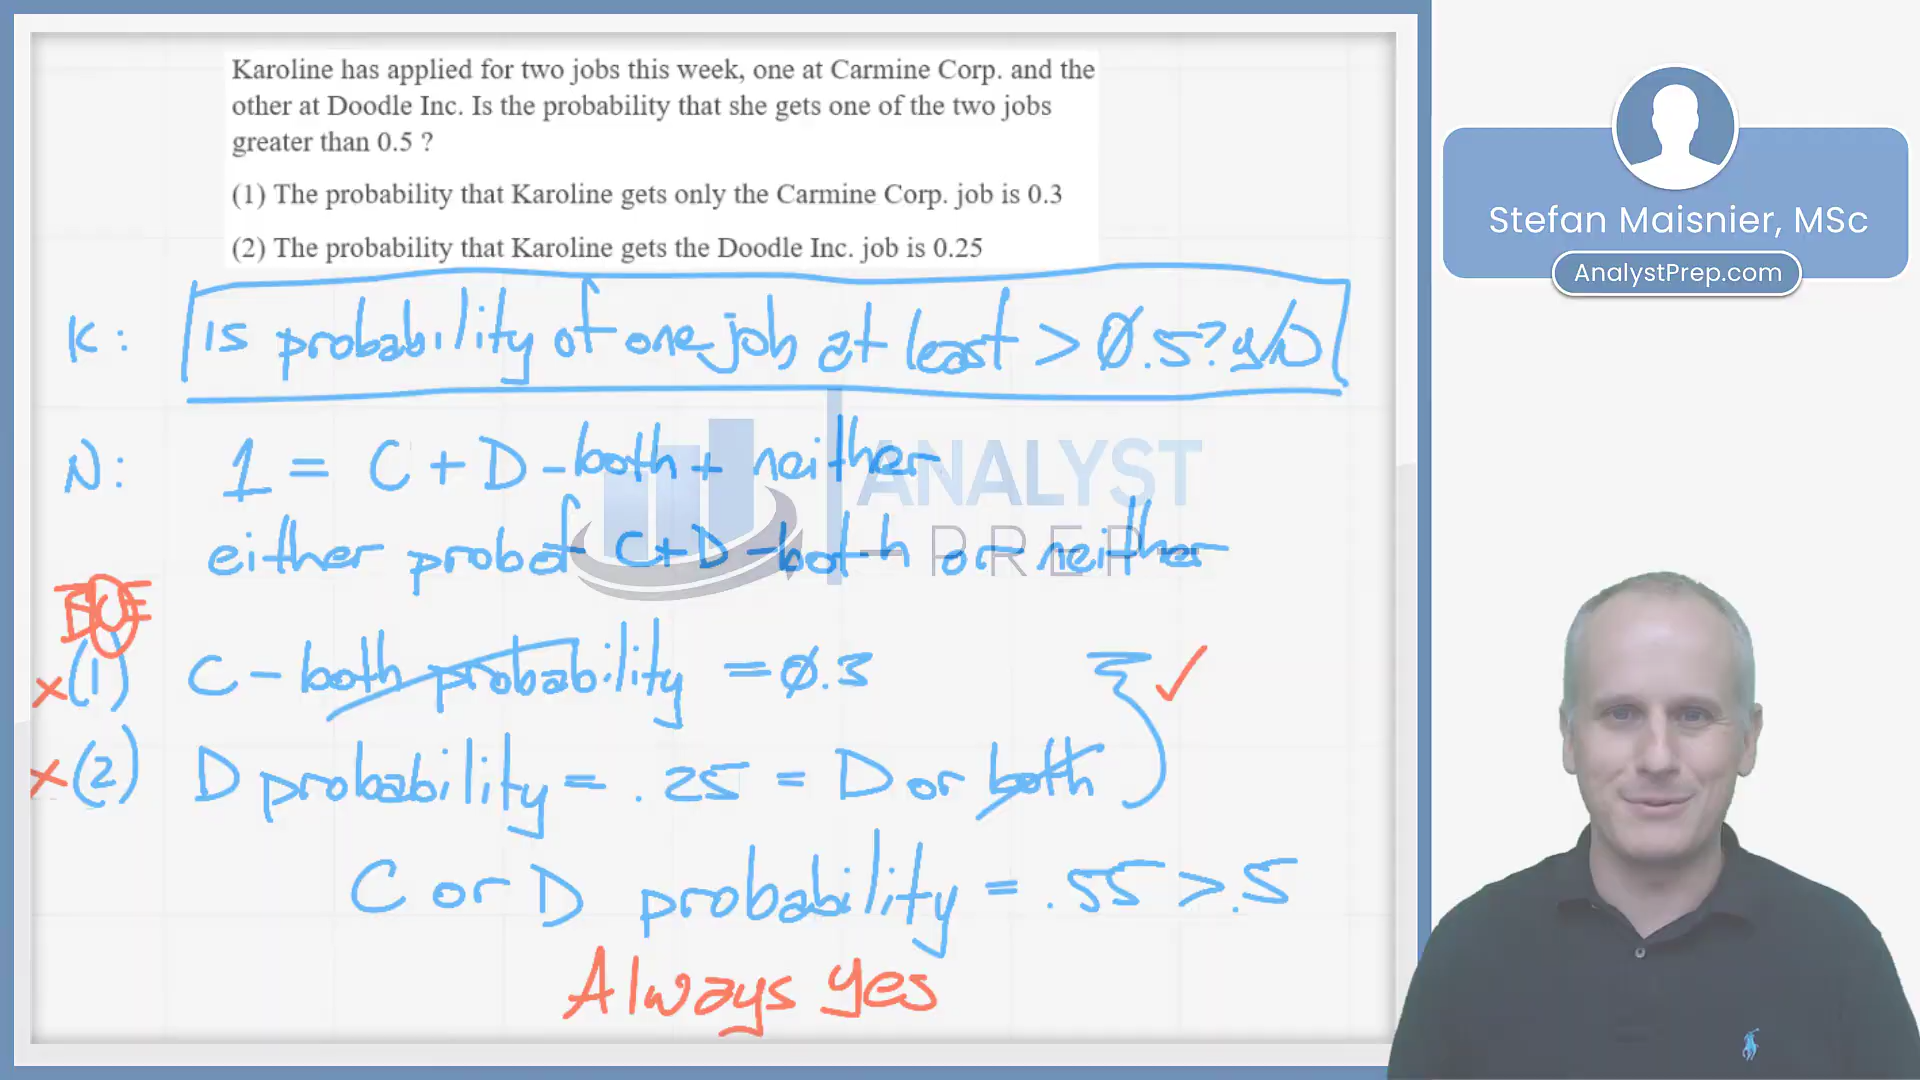 Karoline has applied for two jobs this week, one at Carmine Corp. and the
other at Doodle Inc. Is the probability that she gets one of the two jobs
greater than 0.5 ?
(1) The probability that Karoline gets only the Carmine Corp. job is 0.3
(2) The probability that Karoline gets the Doodle Inc. job is 0.25
K: is probability of one job at least > 0.5? y/n
N: 1 = C + D - both + neither
either prob of C + D - both or neither
x (1) C - both probability = 0.3 ✓
x (2) D probability = .25 = D or both
C or D probability = .55 > .5
Always yes
ANALYST
PREP
Stefan Maisnier, MSc
AnalystPrep.com